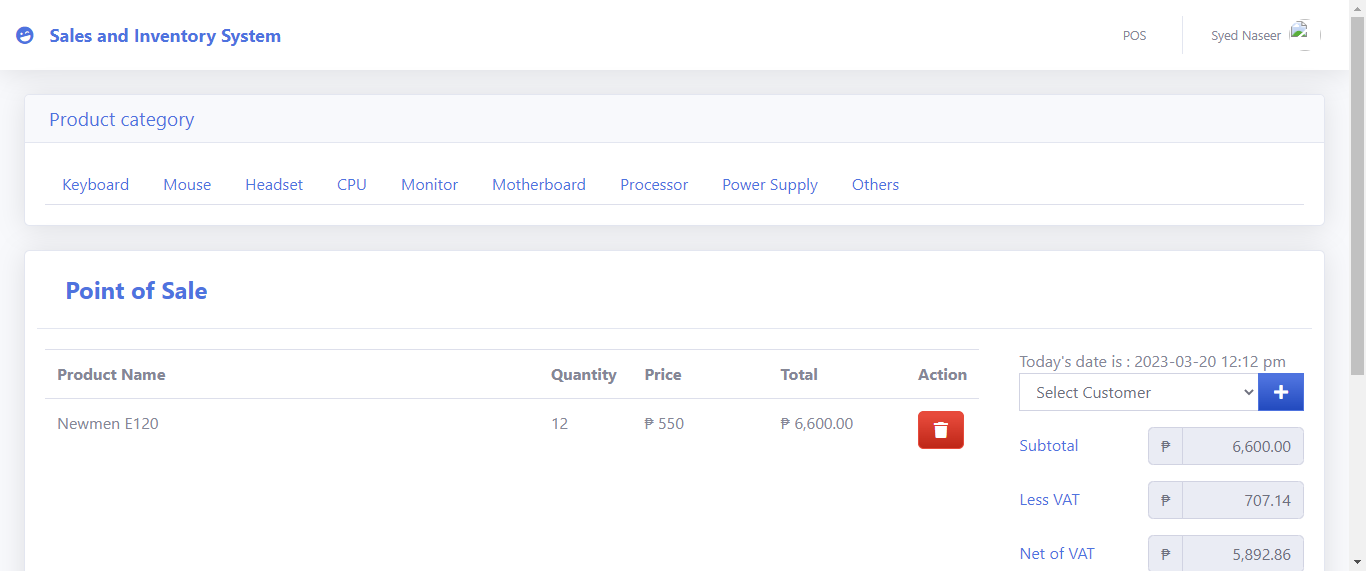 Sales and Inventory System
POS
Syed Naseer
Product category
Keyboard Mouse Headset CPU Monitor Motherboard Processor Power Supply Others
Point of Sale
Product Name Quantity Price Total Action
Newmen E120 12 ₱ 550 ₱ 6,600.00
Today's date is : 2023-03-20 12:12 pm
Select Customer
Subtotal ₱ 6,600.00
Less VAT ₱ 707.14
Net of VAT ₱ 5,892.86